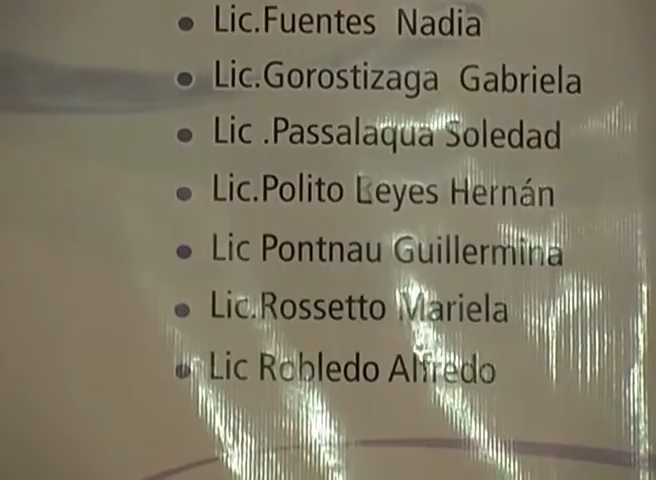 Lic.Fuentes Nadia
Lic.Gorostizaga Gabriela
Lic .Passalaqua Soledad
Lic.Polito Leyes Hernán
Lic Pontnau Guillermina
Lic.Rossetto Mariela
Lic Robledo Alfredo